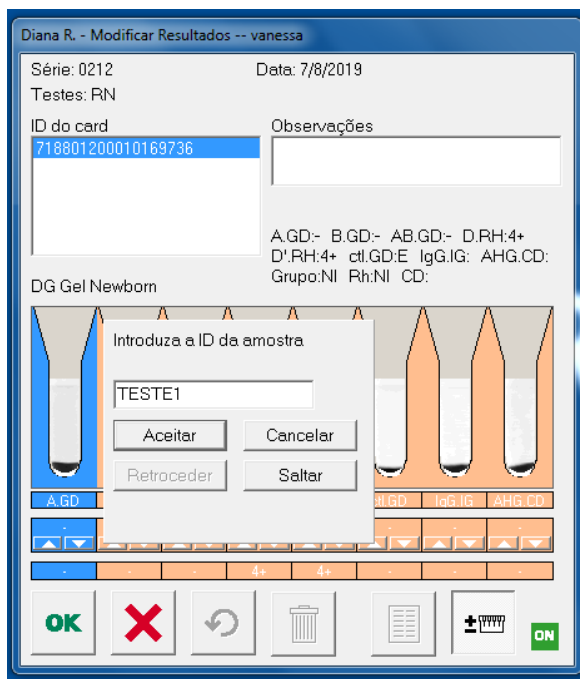 Diana R. - Modificar Resultados -- vanessa
Série: 0212 Data: 7/8/2019
Testes: RN
ID do card Observações
718801200010169736
A.GD:- B.GD:- AB.GD:- D.RH:4+
D'.RH:4+ ctl.GD:E IgG.IG: AHG.CD:
Grupo:NI Rh:NI CD:
DG Gel Newborn
Introduza a ID da amostra
TESTE1
Aceitar Cancelar
Retroceder Saltar
A.GD IgG.IG AHG.CD
- - - -
- - - 4+ 4+ - - -
OK ± ON